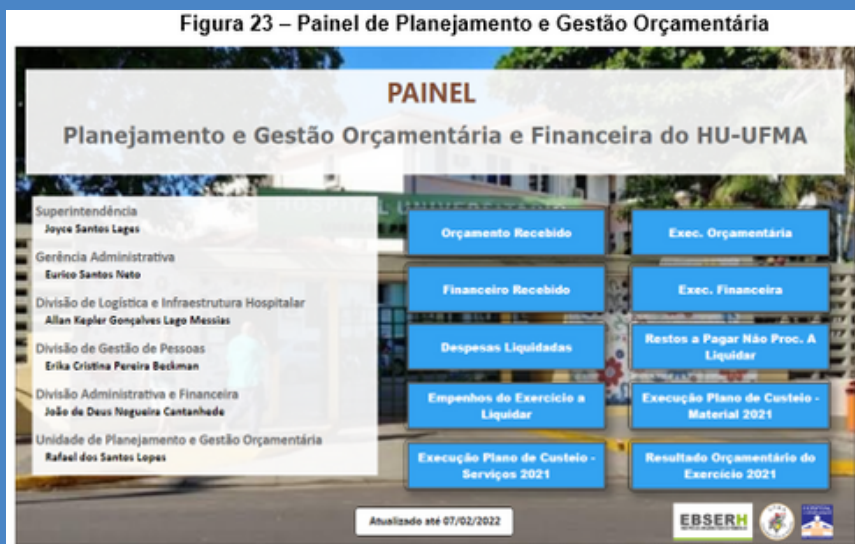 Figura 23 – Painel de Planejamento e Gestão Orçamentária
PAINEL
Planejamento e Gestão Orçamentária e Financeira do HU-UFMA
Superintendência
Joyce Santos Lages
Gerência Administrativa
Eurico Santos Neto
Divisão de Logística e Infraestrutura Hospitalar
Allan Kepler Gonçalves Lago Messias
Divisão de Gestão de Pessoas
Erika Cristina Pereira Beckman
Divisão Administrativa e Financeira
João de Deus Nogueira Cantanhede
Unidade de Planejamento e Gestão Orçamentária
Rafael dos Santos Lopes
Orçamento Recebido
Exec. Orçamentária
Financeiro Recebido
Exec. Financeira
Despesas Liquidadas
Restos a Pagar Não Proc. A
Liquidar
Empenhos do Exercício a
Liquidar
Execução Plano de Custeio -
Material 2021
Execução Plano de Custeio -
Serviços 2021
Resultado Orçamentário do
Exercício 2021
Atualizado até 07/02/2022
EBSERH